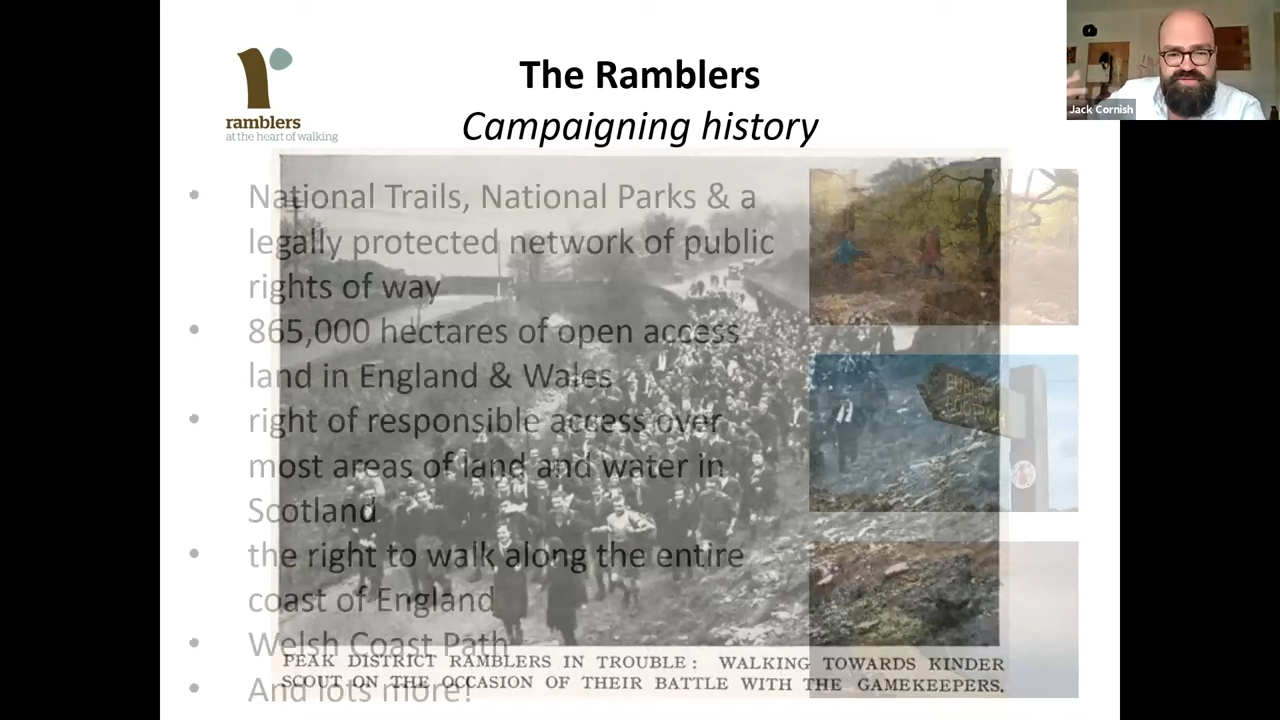 Jack Cornish
ramblers
at the heart of walking
The Ramblers
Campaigning history
• National Trails, National Parks & a
legally protected network of public
rights of way
• 865,000 hectares of open access
land in England & Wales
• right of responsible access over
most areas of land and water in
Scotland
• the right to walk along the entire
coast of England
• Welsh Coast Path
• And lots more!
PUBLIC
FOOTPATH
PEAK DISTRICT RAMBLERS IN TROUBLE: WALKING TOWARDS KINDER
SCOUT ON THE OCCASION OF THEIR BATTLE WITH THE GAMEKEEPERS.